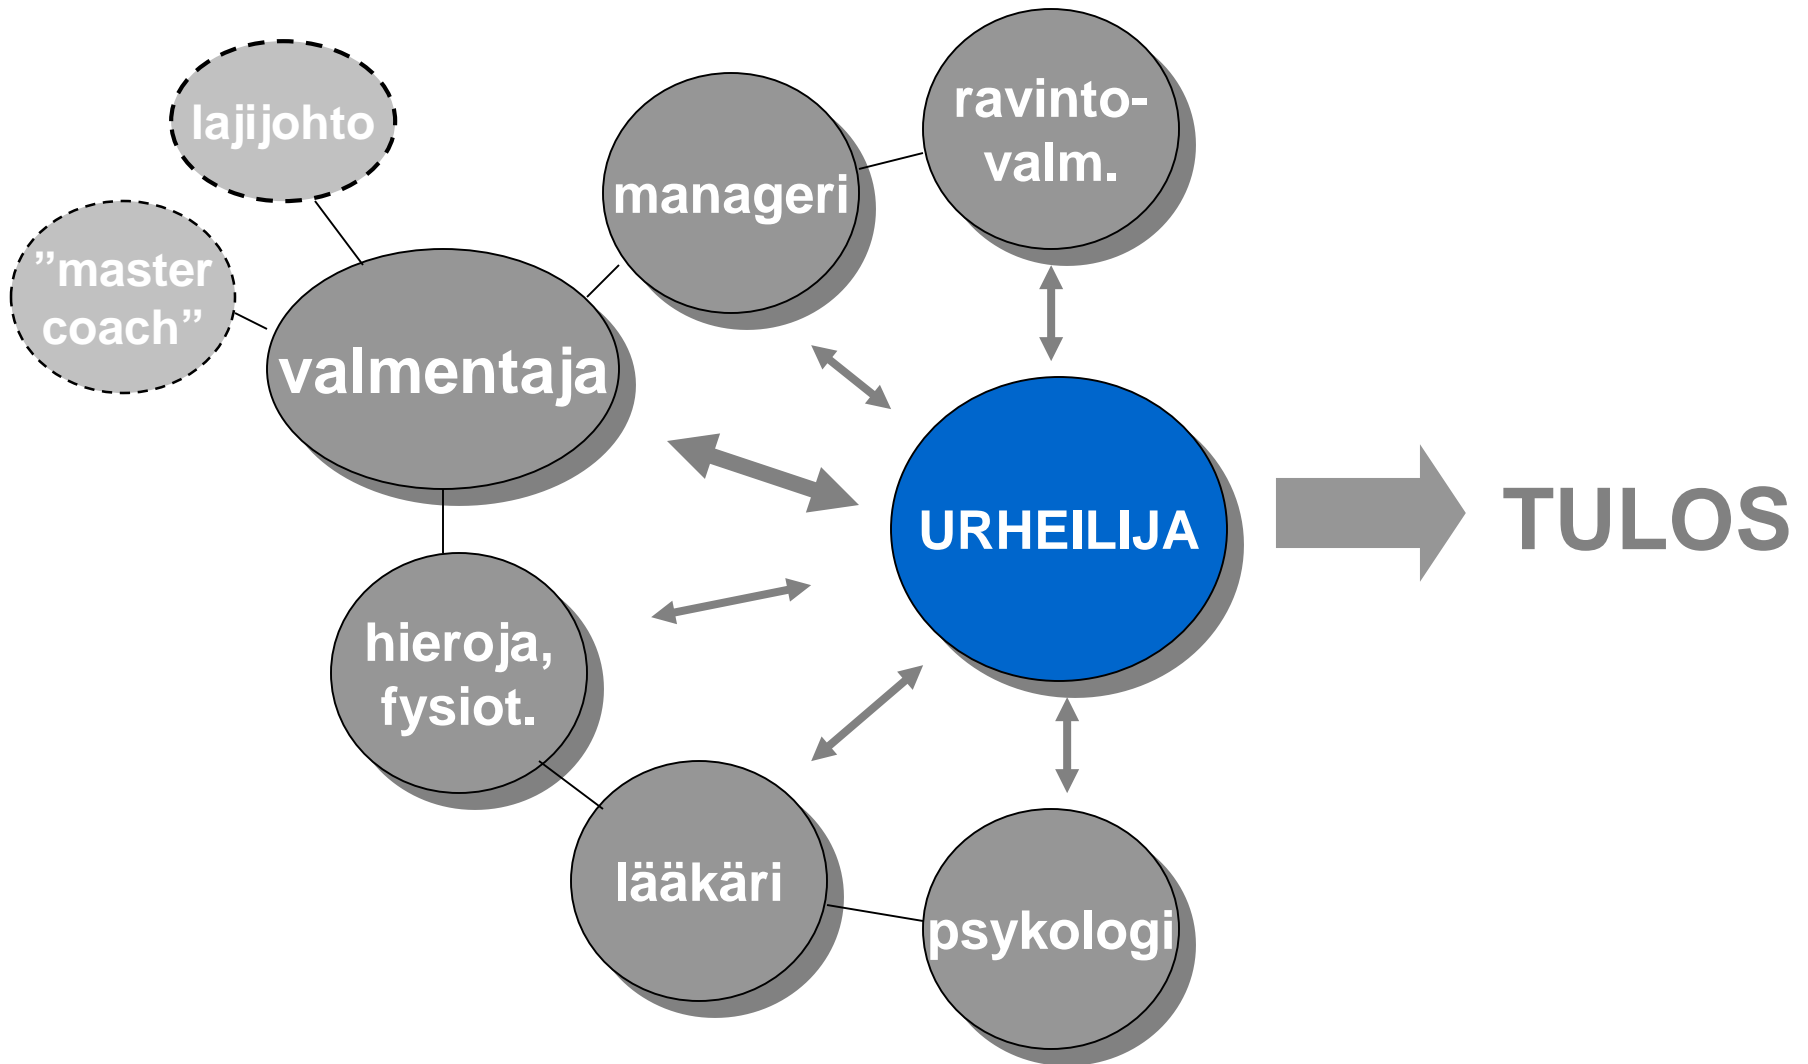 lajijohto
”master
coach”
valmentaja
manageri
ravinto-
valm.
URHEILIJA
TULOS
hieroja,
fysiot.
lääkäri
psykologi